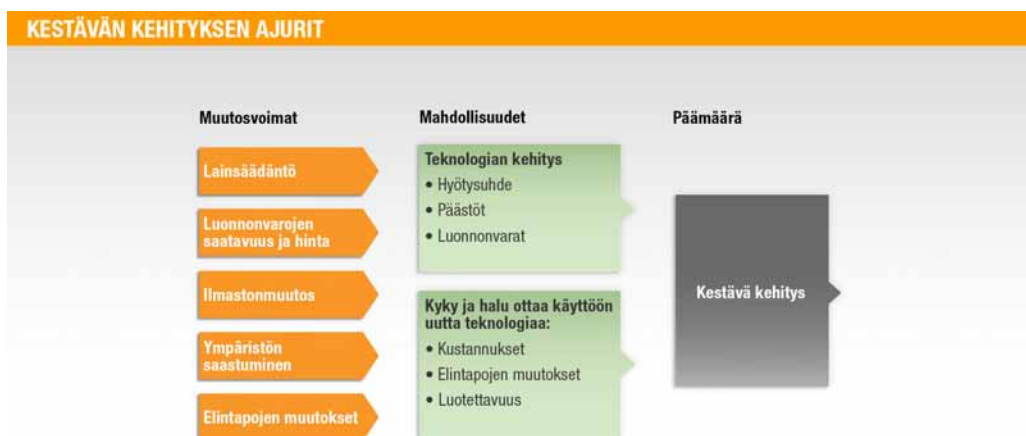 KESTÄVÄN KEHITYKSEN AJURIT
Muutosvoimat
Lainsäädäntö
Luonnonvarojen
saatavuus ja hinta
Ilmastonmuutos
Ympäristön
saastuminen
Elintapojen muutokset
Mahdollisuudet
Teknologian kehitys
• Hyötysuhde
• Päästöt
• Luonnonvarat
Kyky ja halu ottaa käyttöön
uutta teknologiaa:
• Kustannukset
• Elintapojen muutokset
• Luotettavuus
Päämäärä
Kestävä kehitys